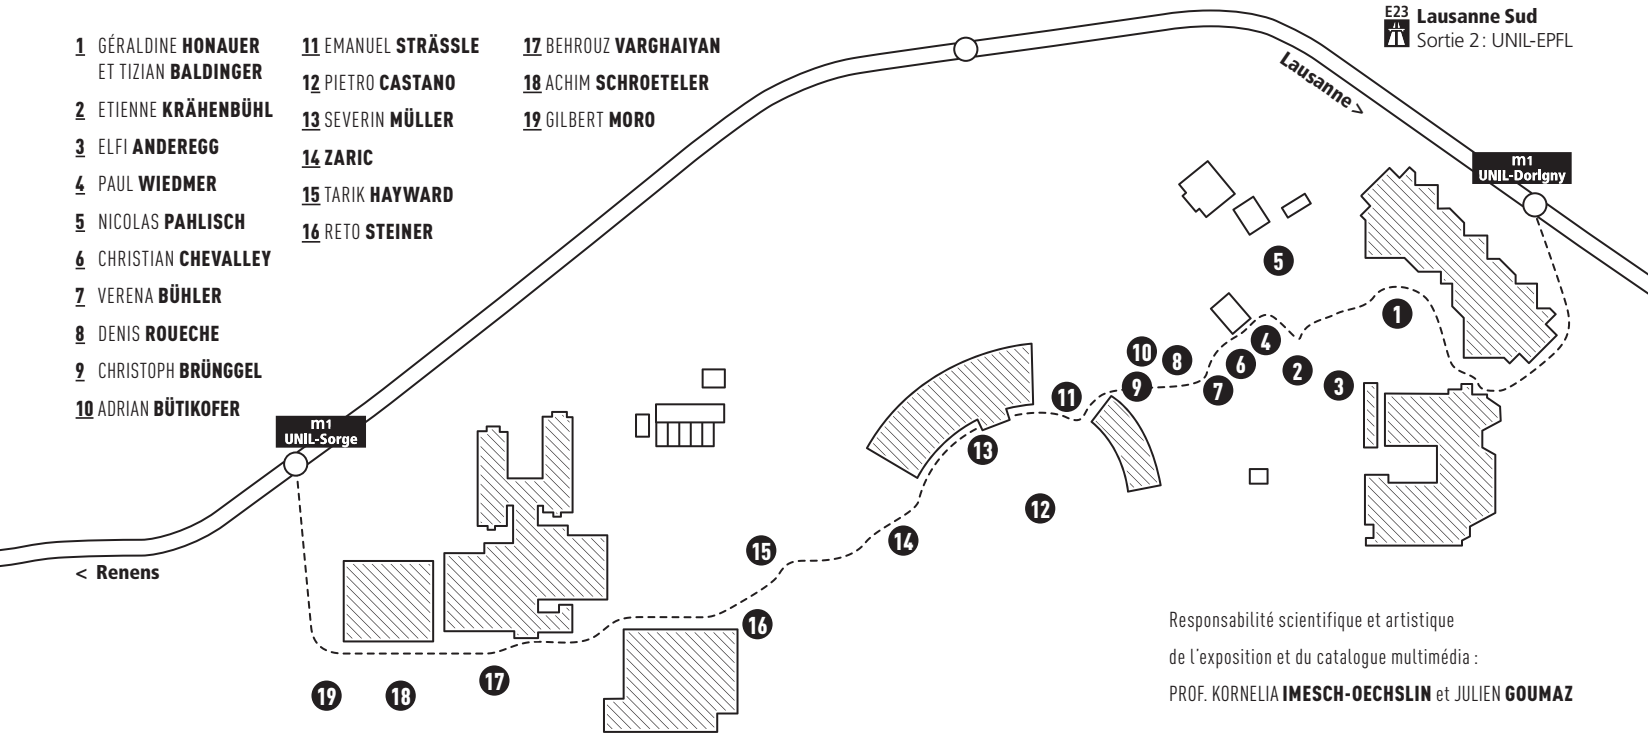 1 GÉRALDINE HONAUER
ET TIZIAN BALDINGER
2 ETIENNE KRÄHENBÜHL
3 ELFI ANDEREGG
4 PAUL WIEDMER
5 NICOLAS PAHLISCH
6 CHRISTIAN CHEVALLEY
7 VERENA BÜHLER
8 DENIS ROUECHE
9 CHRISTOPH BRÜNGGEL
10 ADRIAN BÜTIKOFER
11 EMANUEL STRÄSSLE
12 PIETRO CASTANO
13 SEVERIN MÜLLER
14 ZARIC
15 TARIK HAYWARD
16 RETO STEINER
17 BEHROUZ VARGHAIYAN
18 ACHIM SCHROETELER
19 GILBERT MORO
E23
Lausanne Sud
Sortie 2 : UNIL-EPFL
Lausanne >
m1
UNIL-Dorigny
5
1
4
10
8
6
2
9
7
3
11
m1
UNIL-Sorge
13
12
14
15
< Renens
16
17
19
18
Responsabilité scientifique et artistique
de l'exposition et du catalogue multimédia :
PROF. KORNELIA IMESCH-OECHSLIN et JULIEN GOUMAZ